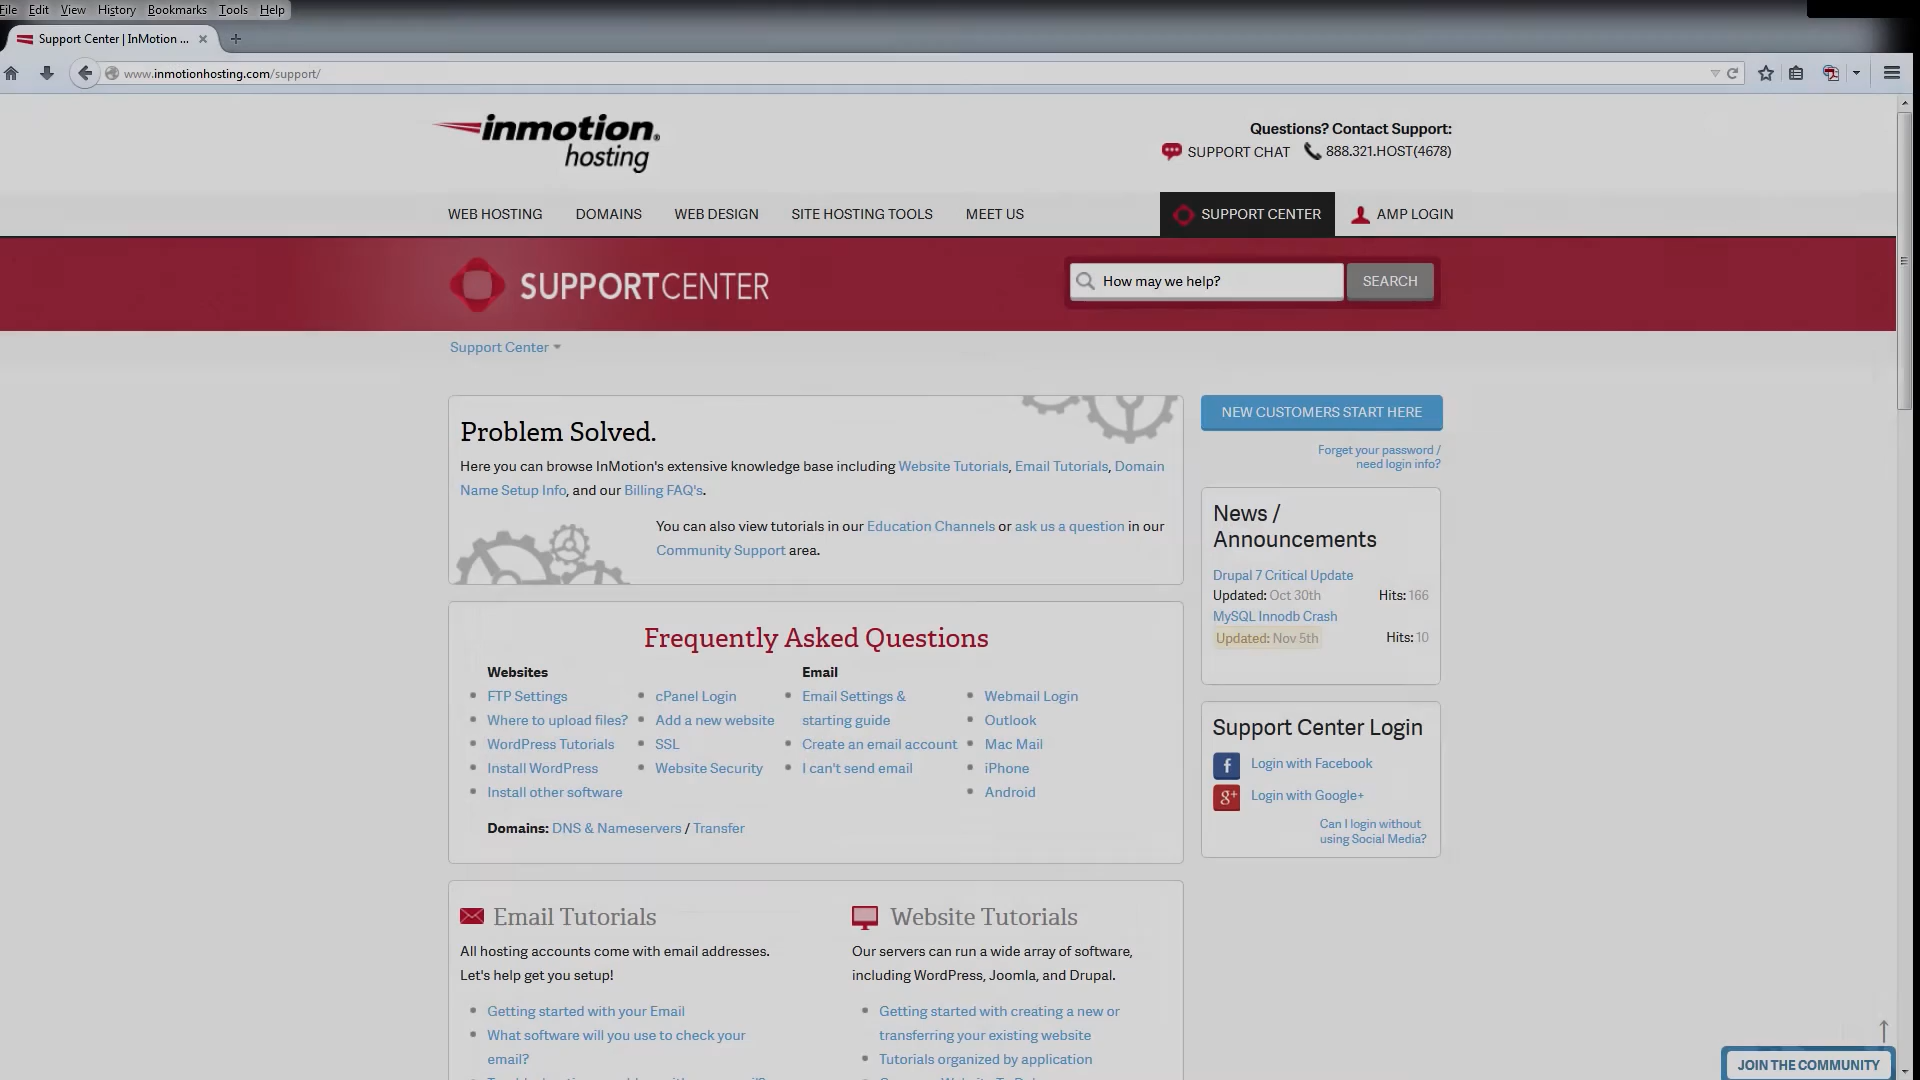 File Edit View History Bookmarks Tools Help
Support Center | InMotion ...
www.inmotionhosting.com/support/
inmotion
hosting
Questions? Contact Support:
SUPPORT CHAT 888.321.HOST(4678)
WEB HOSTING DOMAINS WEB DESIGN SITE HOSTING TOOLS MEET US SUPPORT CENTER AMP LOGIN
SUPPORTCENTER How may we help? SEARCH
Support Center
Problem Solved.
Here you can browse InMotion's extensive knowledge base including Website Tutorials, Email Tutorials, Domain
Name Setup Info, and our Billing FAQ's.
You can also view tutorials in our Education Channels or ask us a question in our
Community Support area.
NEW CUSTOMERS START HERE
Forget your password /
need login info?
News /
Announcements
Drupal 7 Critical Update
Updated: Oct 30th Hits: 166
MySQL Innodb Crash
Updated: Nov 5th Hits: 10
Frequently Asked Questions
Websites
FTP Settings
Where to upload files?
WordPress Tutorials
Install WordPress
Install other software
cPanel Login
Add a new website
SSL
Website Security
Email
Email Settings &
starting guide
Create an email account
I can't send email
Webmail Login
Outlook
Mac Mail
iPhone
Android
Domains: DNS & Nameservers / Transfer
Support Center Login
f Login with Facebook
g+ Login with Google+
Can I login without
using Social Media?
Email Tutorials
All hosting accounts come with email addresses.
Let's help get you setup!
Getting started with your Email
What software will you use to check your
email?
Website Tutorials
Our servers can run a wide array of software,
including WordPress, Joomla, and Drupal.
Getting started with creating a new or
transferring your existing website
Tutorials organized by application
JOIN THE COMMUNITY